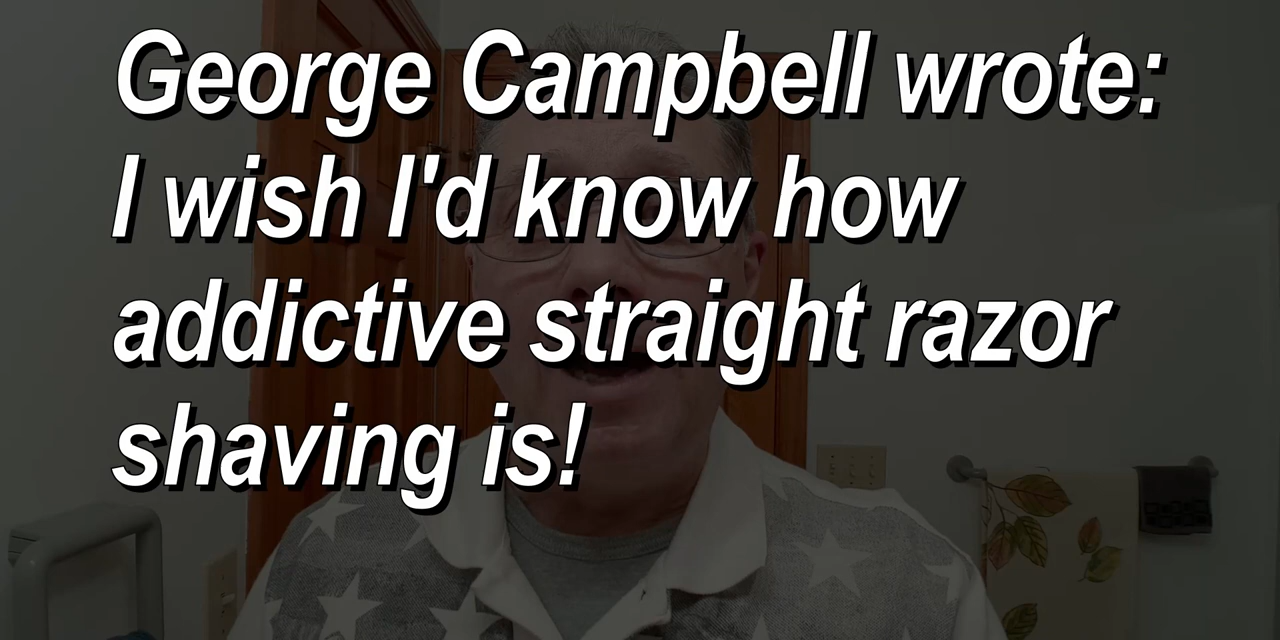 George Campbell wrote:
I wish I'd know how
addictive straight razor
shaving is!